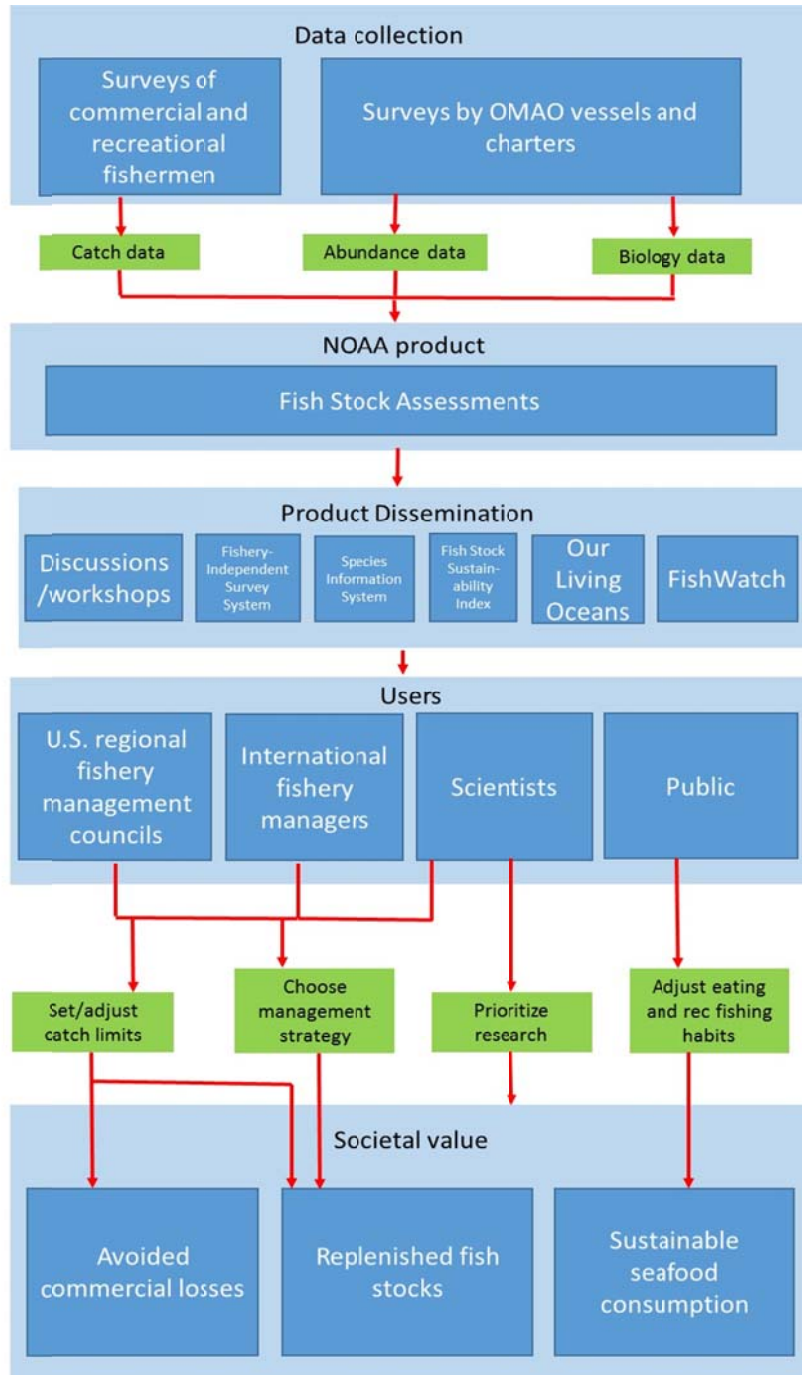 Data collection
Surveys of
commercial and
recreational
fishermen
Surveys by OMAO vessels and
charters
Catch data
Abundance data
Biology data
NOAA product
Fish Stock Assessments
Product Dissemination
Discussions
/workshops
Fishery-
Independent
Survey
System
Species
Information
System
Fish Stock
Sustain-
ability
Index
Our
Living
Oceans
FishWatch
Users
U.S. regional
fishery
management
councils
International
fishery
managers
Scientists
Public
Set/adjust
catch limits
Choose
management
strategy
Prioritize
research
Adjust eating
and rec fishing
habits
Societal value
Avoided
commercial losses
Replenished fish
stocks
Sustainable
seafood
consumption